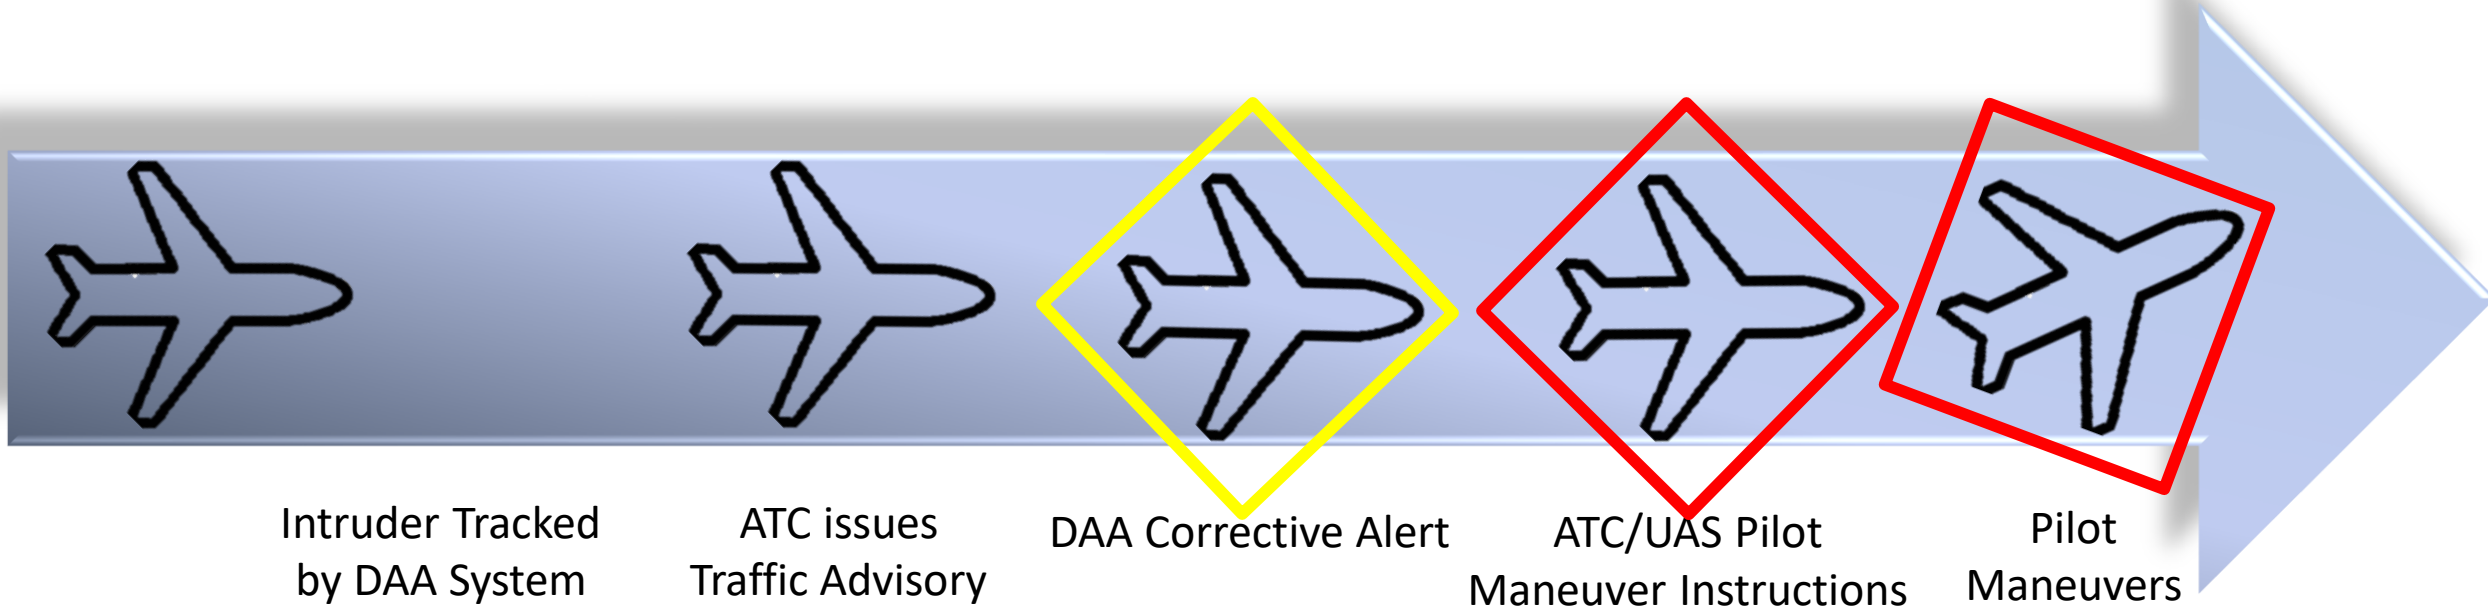 Intruder Tracked
by DAA System
ATC issues
Traffic Advisory
DAA Corrective Alert
ATC/UAS Pilot
Maneuver Instructions
Pilot
Maneuvers